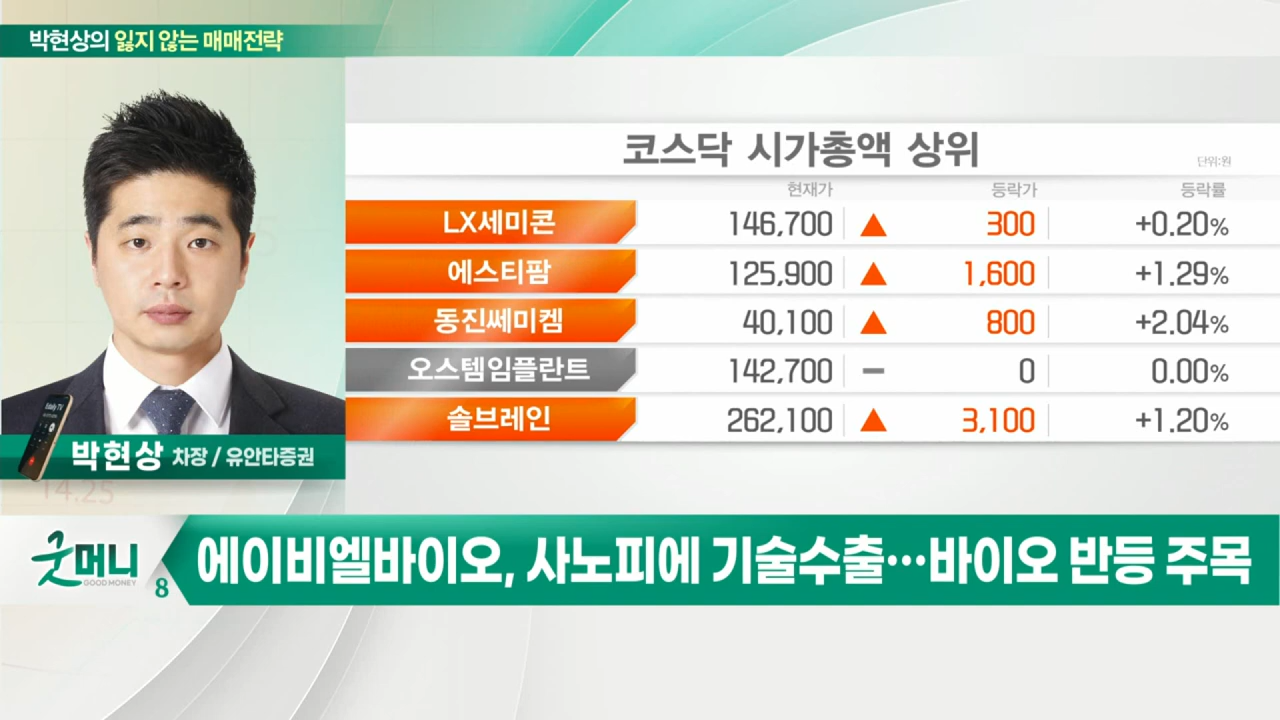 박현상의 잃지 않는 매매전략
코스닥 시가총액 상위
단위:원
현재가 등락가 등락률
LX세미콘 146,700 ▲ 300 +0.20%
에스티팜 125,900 ▲ 1,600 +1.29%
동진쎄미켐 40,100 ▲ 800 +2.04%
오스템임플란트 142,700 - 0 0.00%
솔브레인 262,100 ▲ 3,100 +1.20%
Edaily TV
박현상 차장 / 유안타증권
14.25
굿머니
GOOD MONEY
8
에이비엘바이오, 사노피에 기술수출…바이오 반등 주목